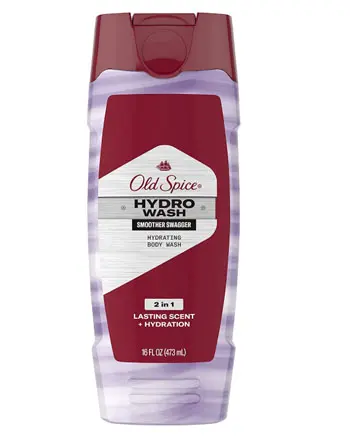 Old Spice®
HYDRO
WASH
SMOOTHER SWAGGER
HYDRATING
BODY WASH
2 in 1
LASTING SCENT
+ HYDRATION
16 FL OZ (473 mL)